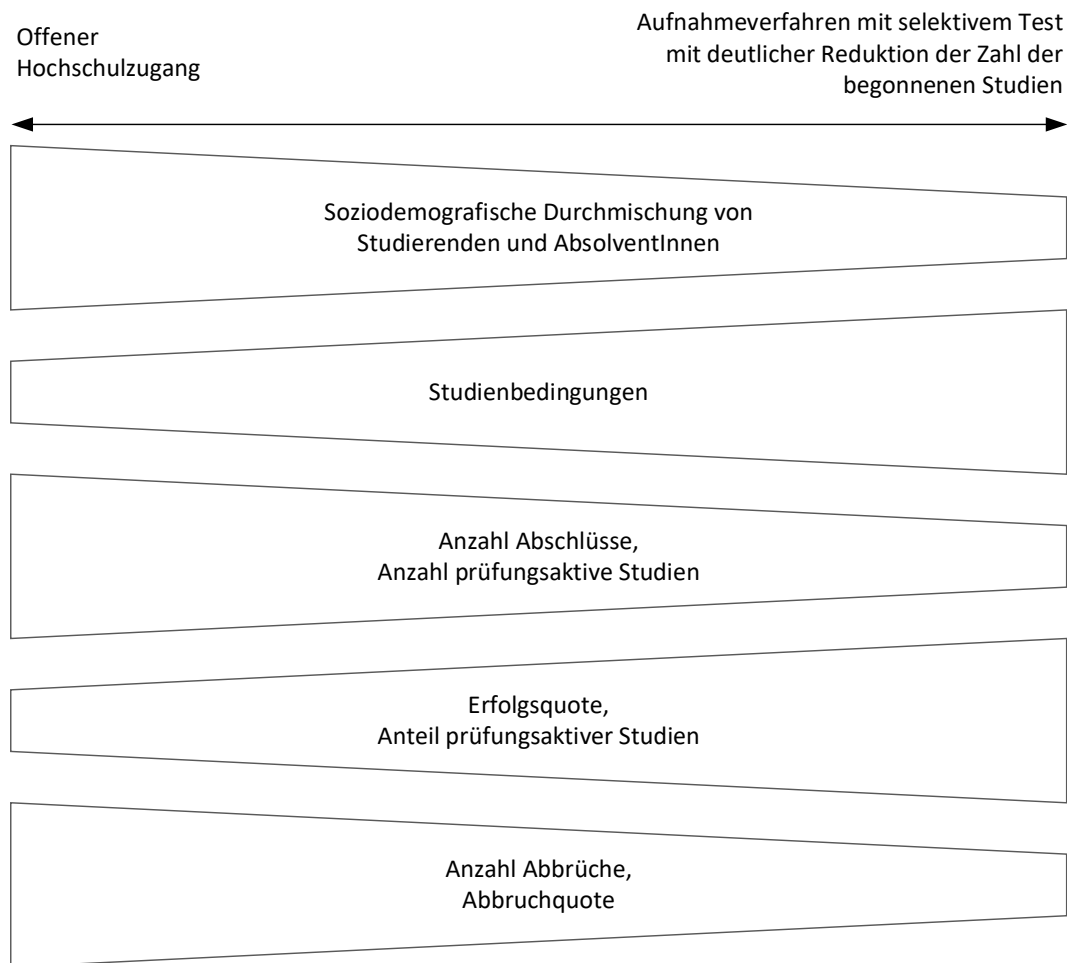 Offener
Hochschulzugang
Aufnahmeverfahren mit selektivem Test
mit deutlicher Reduktion der Zahl der
begonnenen Studien
Soziodemografische Durchmischung von
Studierenden und AbsolventInnen
Studienbedingungen
Anzahl Abschlüsse,
Anzahl prüfungsaktive Studien
Erfolgsquote,
Anteil prüfungsaktiver Studien
Anzahl Abbrüche,
Abbruchquote